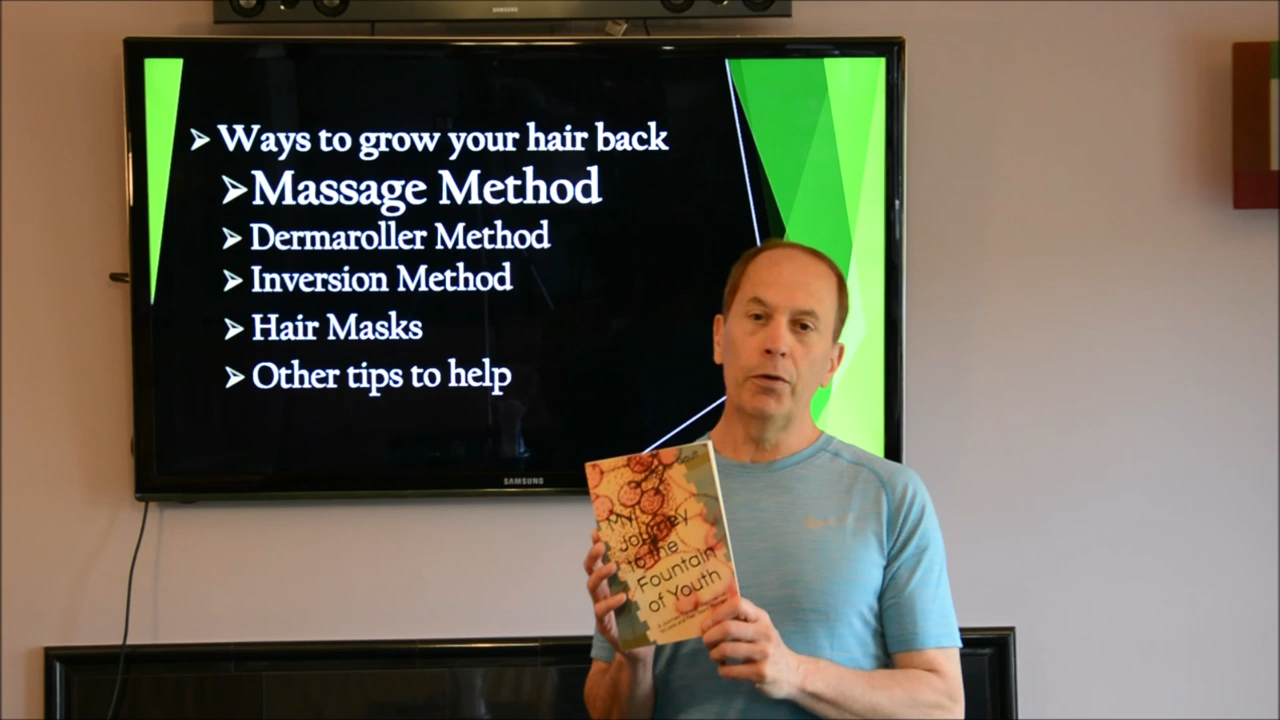 SAMSUNG
➢ Ways to grow your hair back
➢ Massage Method
➢ Dermaroller Method
➢ Inversion Method
➢ Hair Masks
➢ Other tips to help
SAMSUNG
My
Journey
to the
Fountain
of Youth